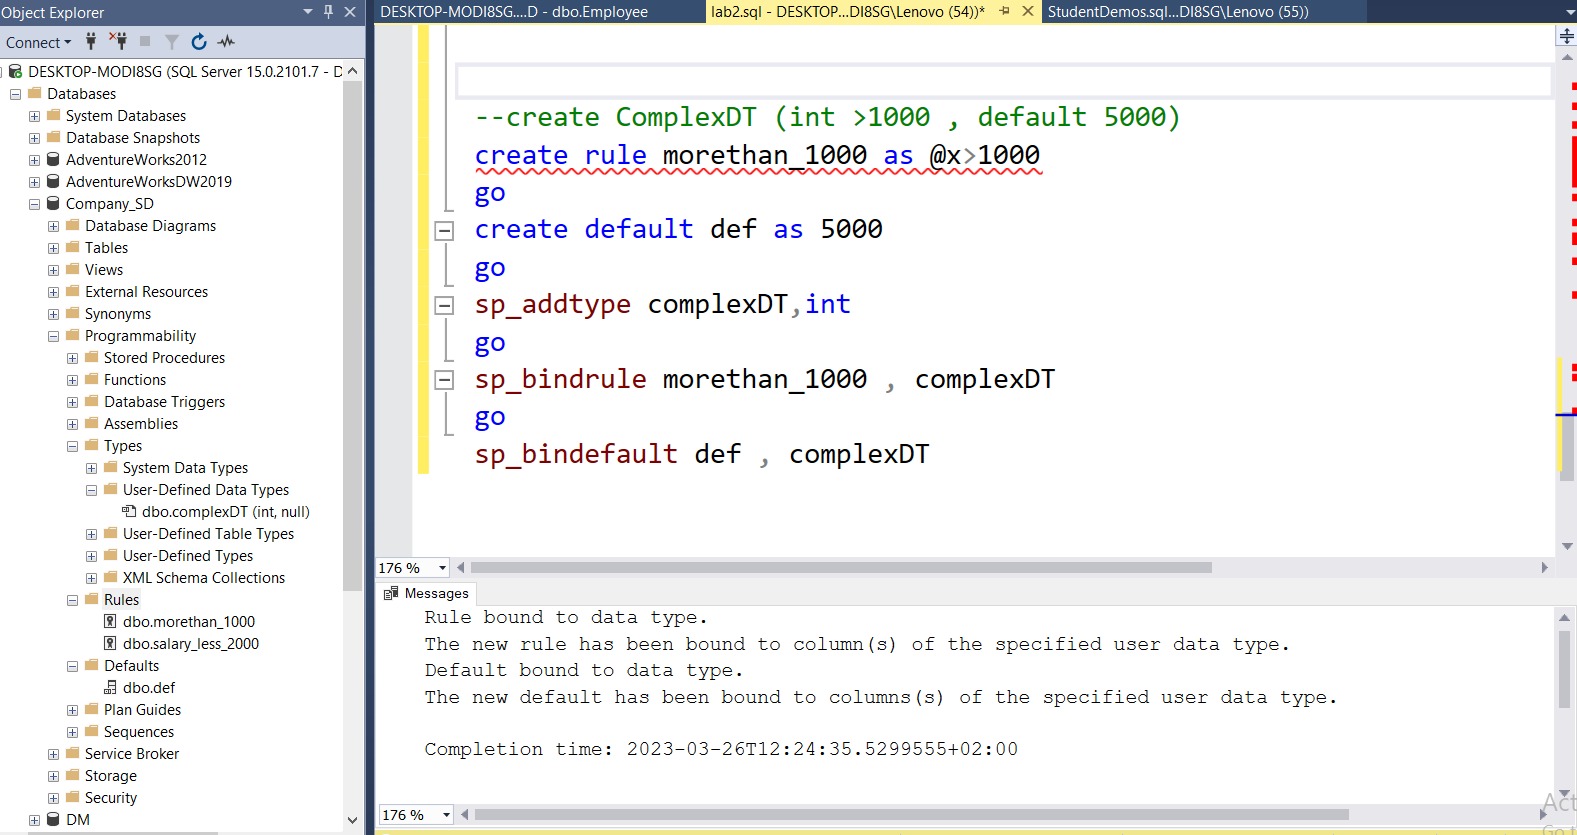 Object Explorer
Connect
DESKTOP-MODI8SG (SQL Server 15.0.2101.7 - D
Databases
System Databases
Database Snapshots
AdventureWorks2012
AdventureWorksDW2019
Company_SD
Database Diagrams
Tables
Views
External Resources
Synonyms
Programmability
Stored Procedures
Functions
Database Triggers
Assemblies
Types
System Data Types
User-Defined Data Types
dbo.complexDT (int, null)
User-Defined Table Types
User-Defined Types
XML Schema Collections
Rules
dbo.morethan_1000
dbo.salary_less_2000
Defaults
dbo.def
Plan Guides
Sequences
Service Broker
Storage
Security
DM
DESKTOP-MODI8SG....D - dbo.Employee
lab2.sql - DESKTOP...DI8SG\Lenovo (54))*
StudentDemos.sql...DI8SG\Lenovo (55))
--create ComplexDT (int >1000 , default 5000)
create rule morethan_1000 as @x>1000
go
create default def as 5000
go
sp_addtype complexDT,int
go
sp_bindrule morethan_1000 , complexDT
go
sp_bindefault def , complexDT
176 %
Messages
Rule bound to data type.
The new rule has been bound to column(s) of the specified user data type.
Default bound to data type.
The new default has been bound to columns(s) of the specified user data type.
Completion time: 2023-03-26T12:24:35.5299555+02:00
176 %
Act